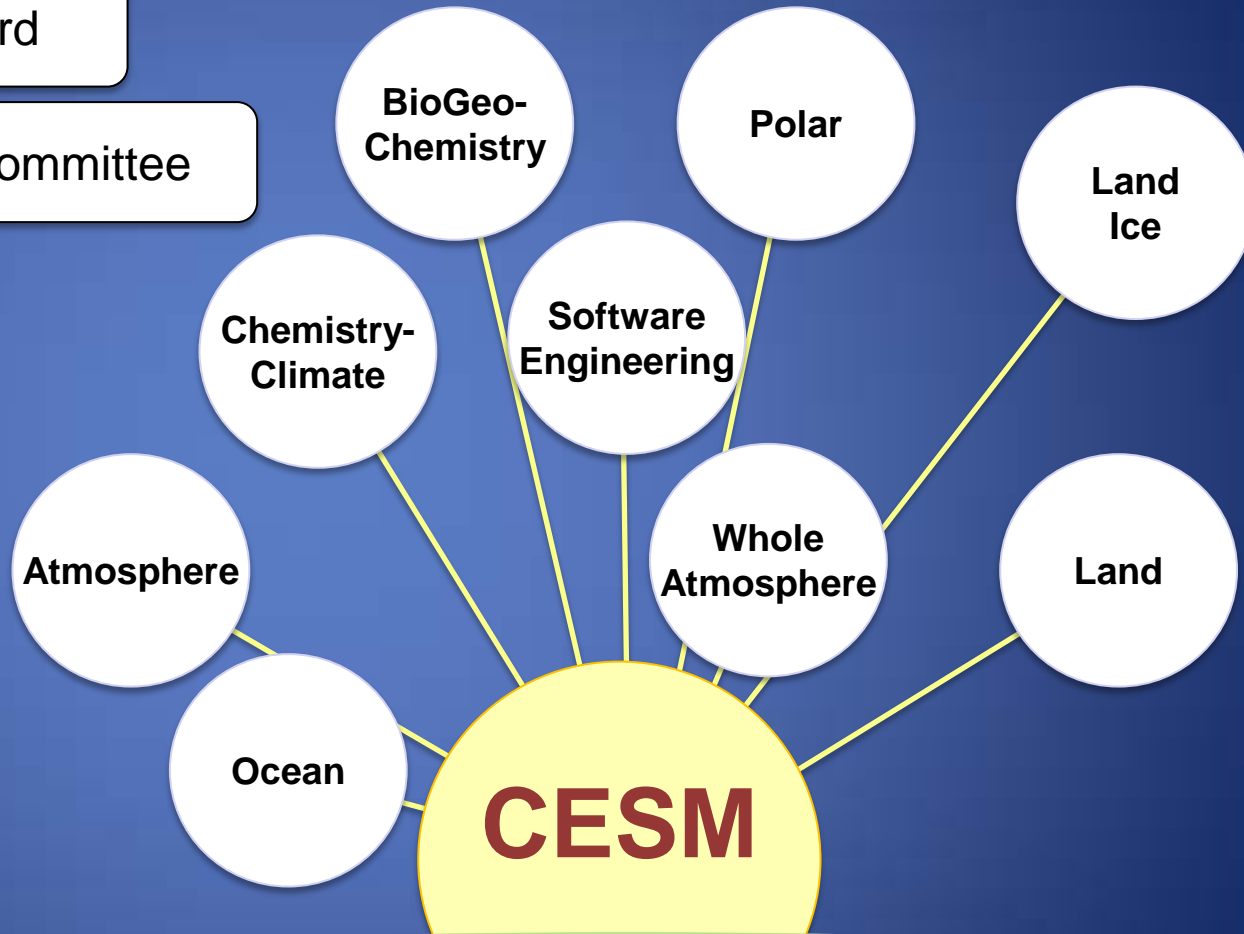 rd
ommittee
BioGeo-
Chemistry
Polar
Land
Ice
Chemistry-
Climate
Software
Engineering
Atmosphere
Whole
Atmosphere
Land
Ocean
CESM